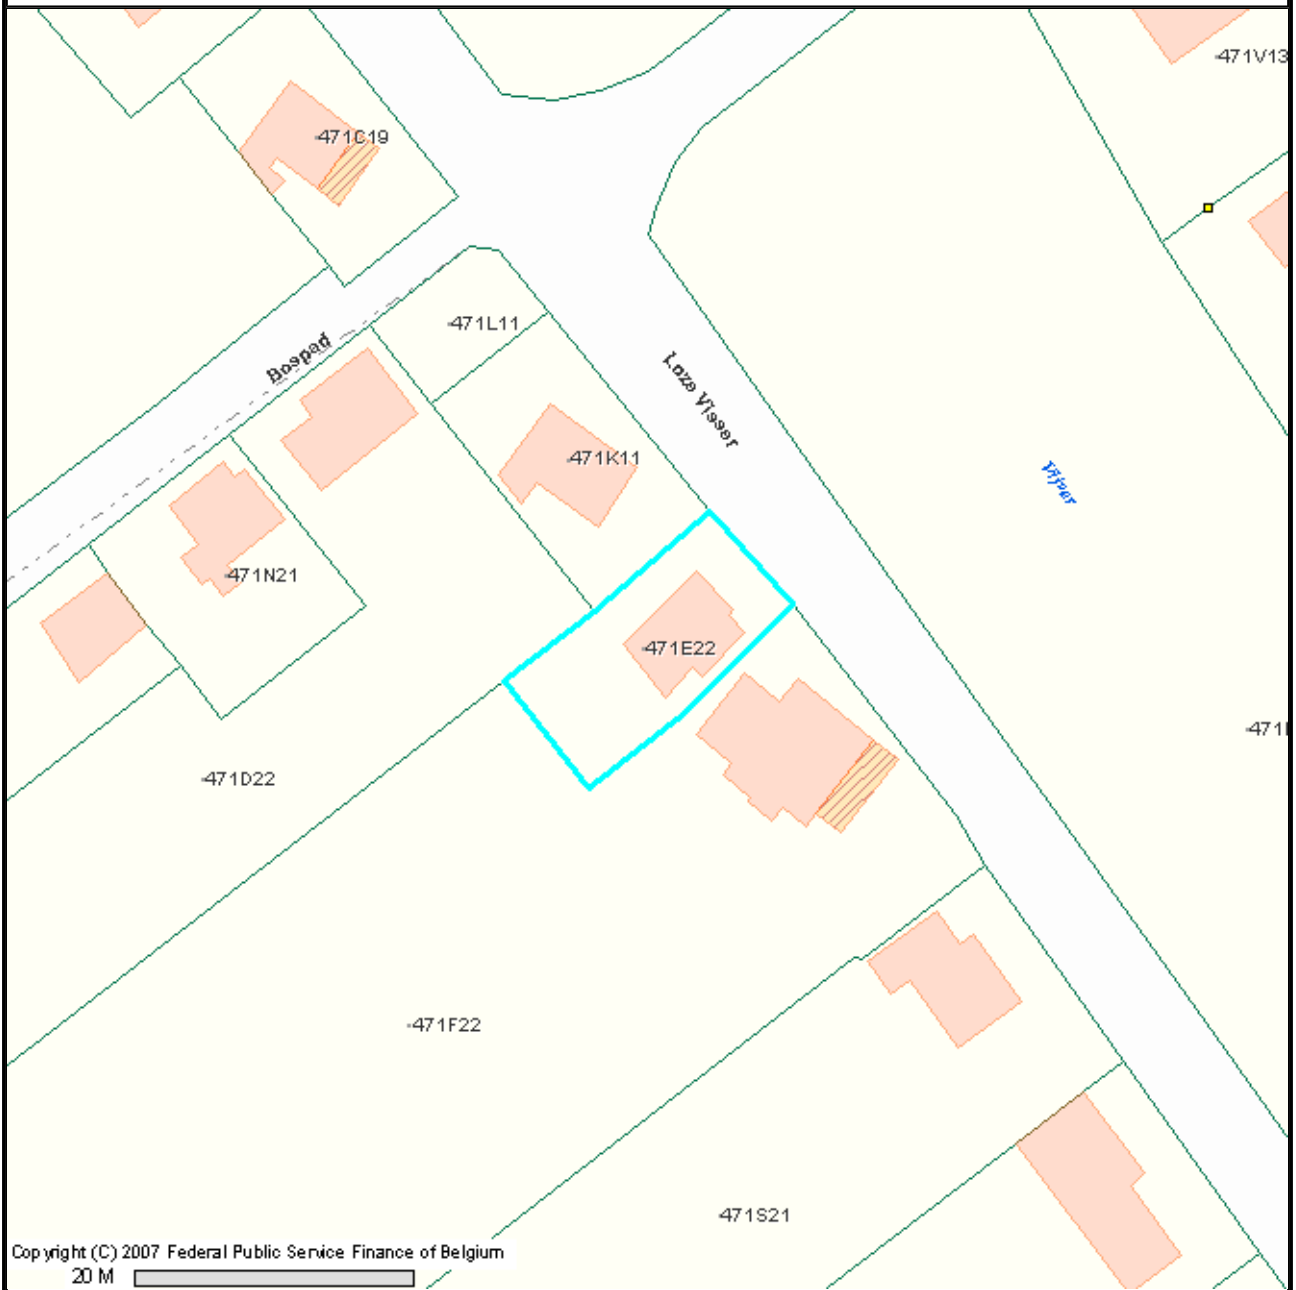 471V13
471C19
471L11
Bospad
Loze Visser
471K11
Vijver
471N21
471E22
471D22
471F22
471S21
Copyright (C) 2007 Federal Public Service Finance of Belgium
20 M